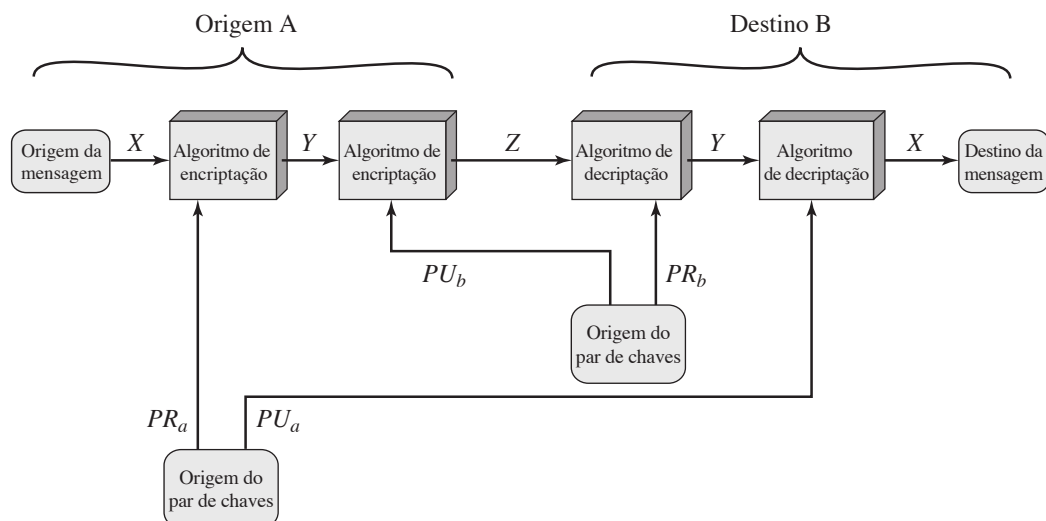 Origem A
Destino B
Origem da
mensagem
X
Algoritmo de
encriptação
Y
Algoritmo de
encriptação
Z
Algoritmo de
decriptação
Y
Algoritmo
de decriptação
X
Destino da
mensagem
PU_b
PR_b
Origem do
par de chaves
PR_a
PU_a
Origem do
par de chaves